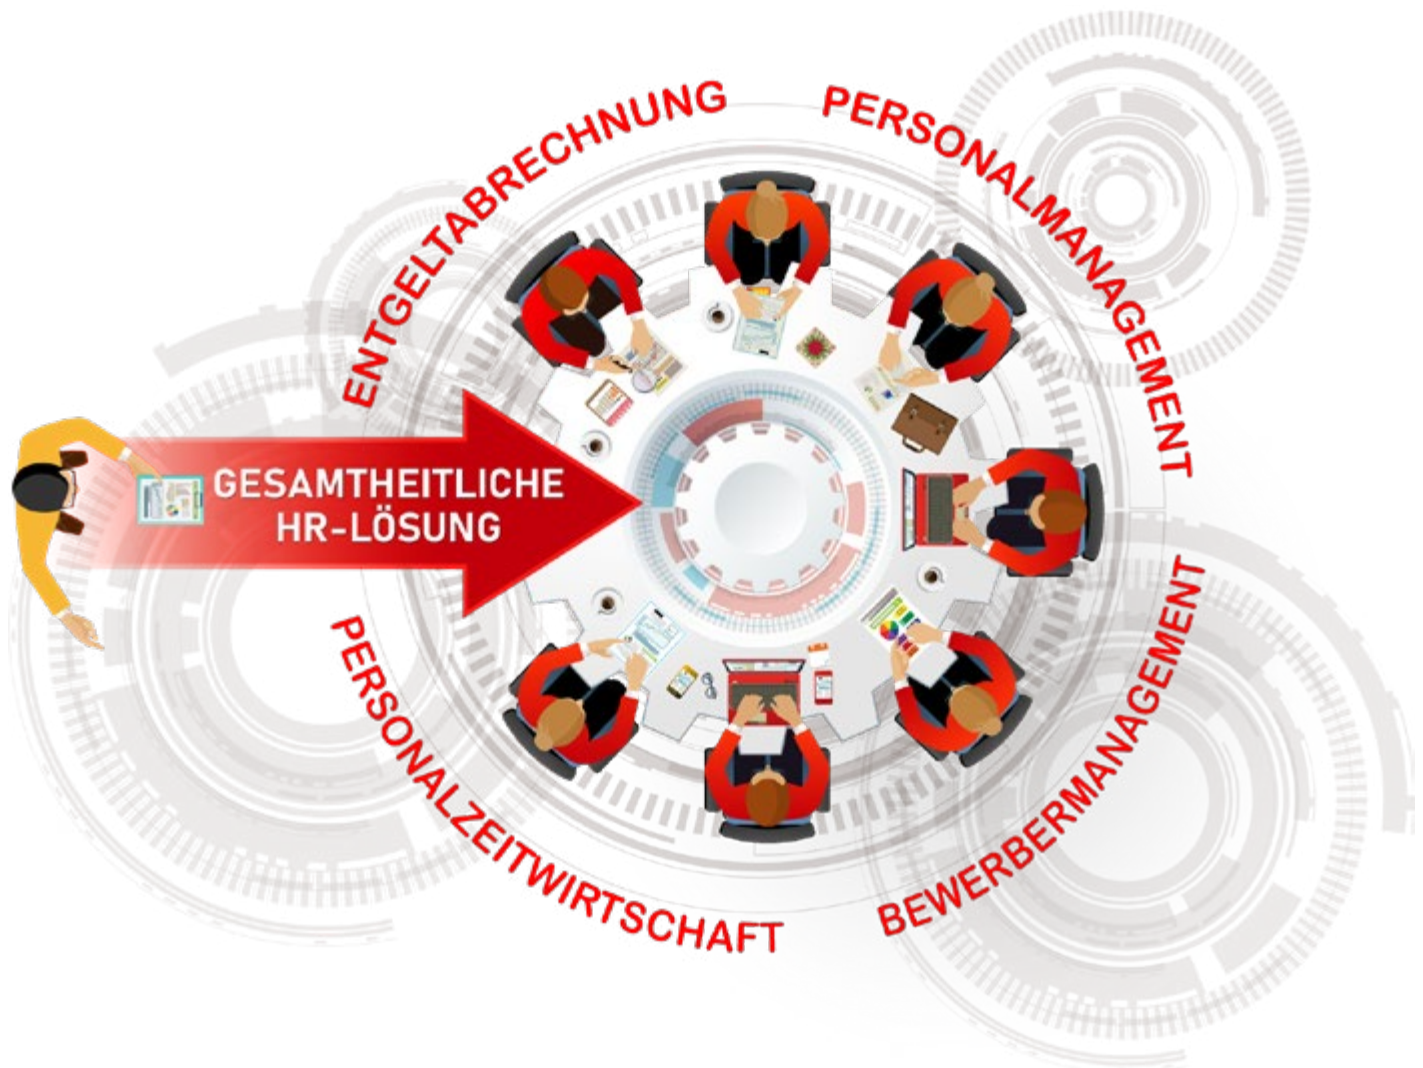 ENTGELTABRECHNUNG
PERSONALMANAGEMENT
GESAMTHEITLICHE
HR-LÖSUNG
PERSONALZEITWIRTSCHAFT
BEWERBERMANAGEMENT